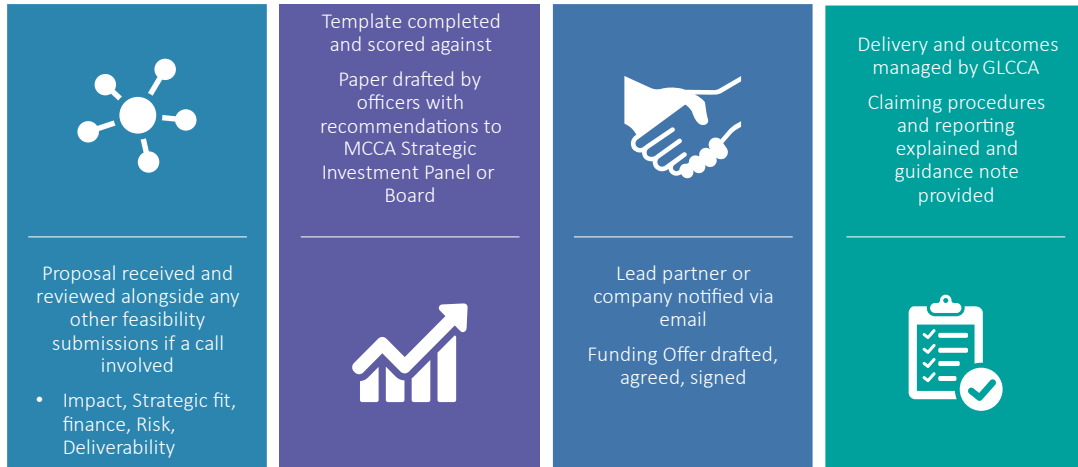 Proposal received and
reviewed alongside any
other feasibility
submissions if a call
involved
• Impact, Strategic fit,
finance, Risk,
Deliverability
Template completed
and scored against
Paper drafted by
officers with
recommendations to
MCCA Strategic
Investment Panel or
Board
Lead partner or
company notified via
email
Funding Offer drafted,
agreed, signed
Delivery and outcomes
managed by GLCCA
Claiming procedures
and reporting
explained and
guidance note
provided